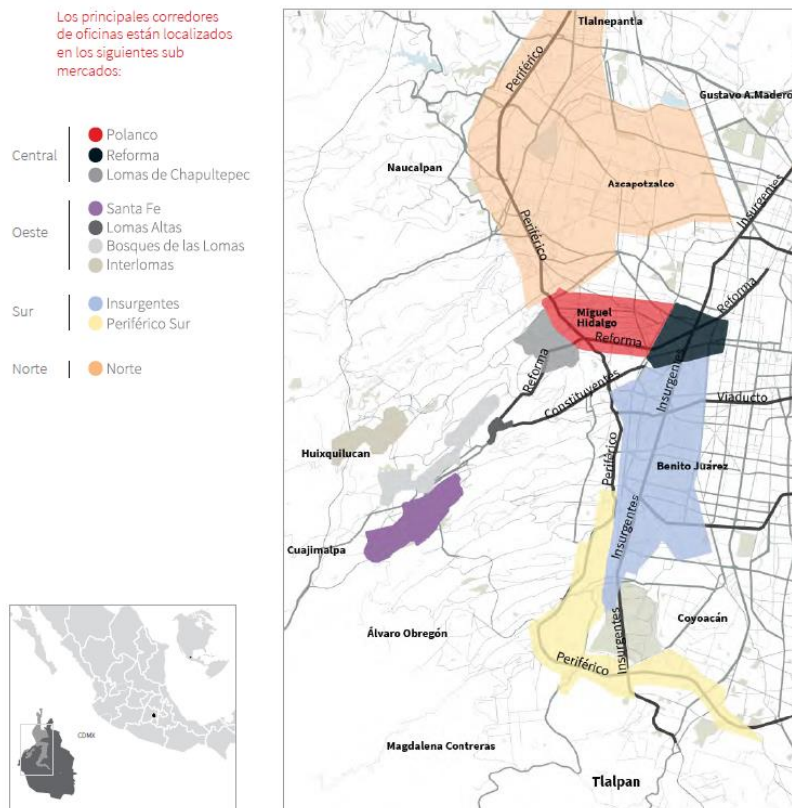 Los principales corredores
de oficinas están localizados
en los siguientes sub
mercados:
Central
Polanco
Reforma
Lomas de Chapultepec
Oeste
Santa Fe
Lomas Altas
Bosques de las Lomas
Interlomas
Sur
Insurgentes
Periférico Sur
Norte
Norte
Tlalnepantla
Periférico
Gustavo A.Madero
Naucalpan
Azcapotzalco
Insurgentes
Periférico
Reforma
Miguel
Hidalgo
Reforma
Reforma
Constituyentes
Insurgentes
Viaducto
Huixquilucan
Periférico
Benito Juárez
Insurgentes
Cuajimalpa
Álvaro Obregón
Coyoacán
Insurgentes
Periférico
Magdalena Contreras
Tlalpan
CDMX